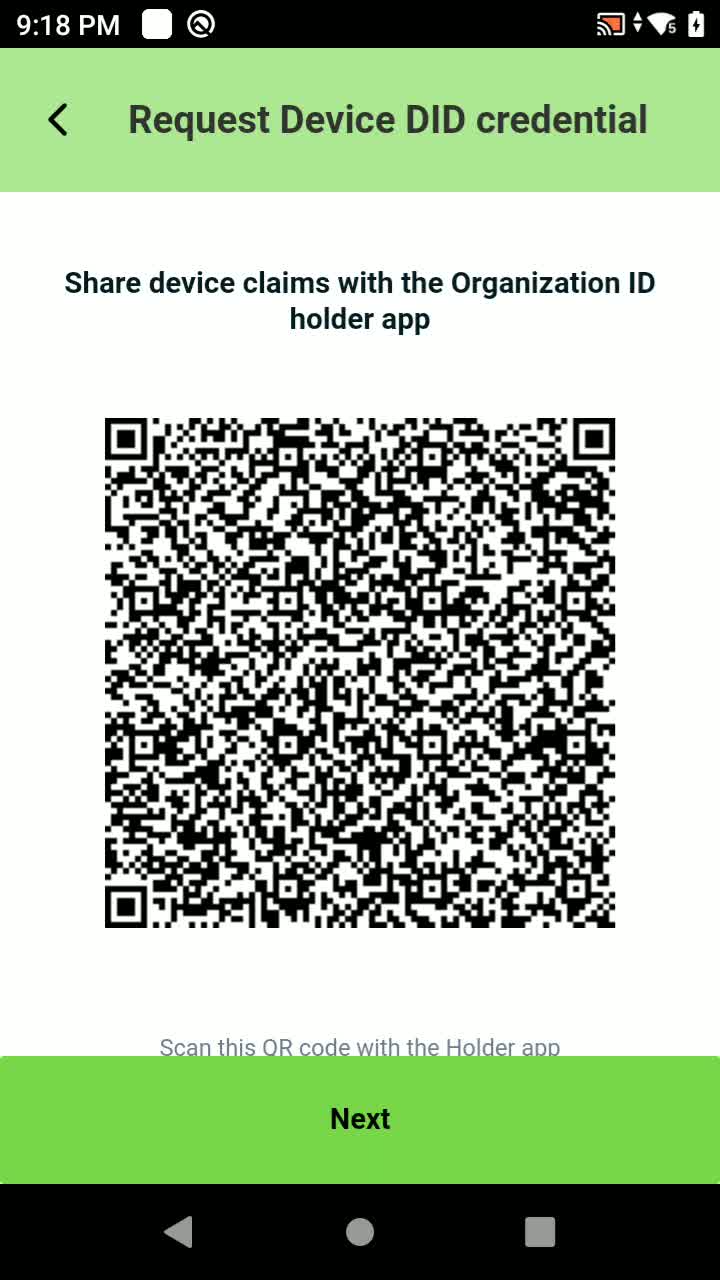 9:18 PM
5
Request Device DID credential
Share device claims with the Organization ID
holder app
Scan this QR code with the Holder app
Next